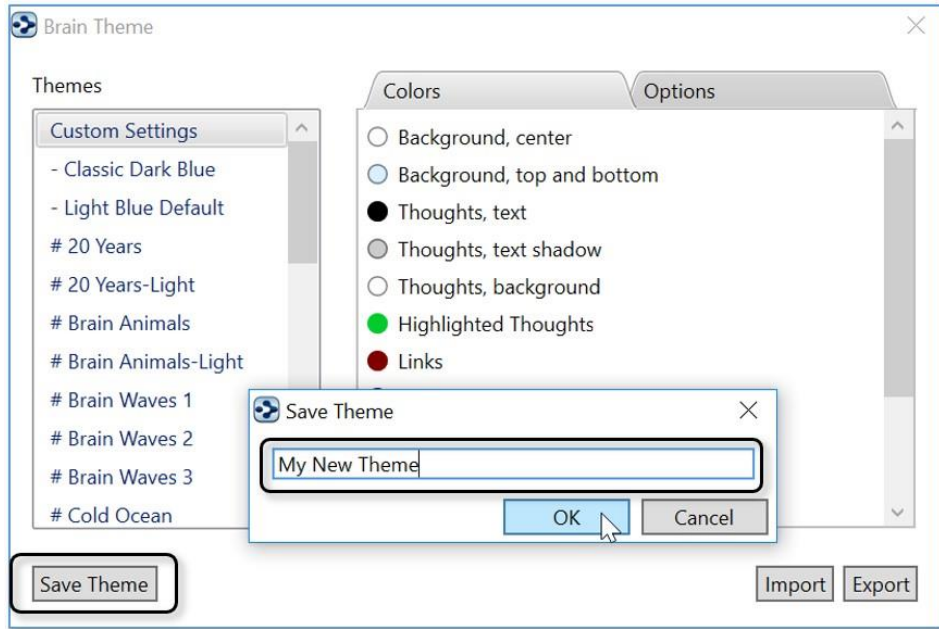 Brain Theme
Themes
Custom Settings
- Classic Dark Blue
- Light Blue Default
# 20 Years
# 20 Years-Light
# Brain Animals
# Brain Animals-Light
# Brain Waves 1
# Brain Waves 2
# Brain Waves 3
# Cold Ocean
Colors
Options
Background, center
Background, top and bottom
Thoughts, text
Thoughts, text shadow
Thoughts, background
Highlighted Thoughts
Links
Save Theme
My New Theme
OK
Cancel
Save Theme
Import
Export